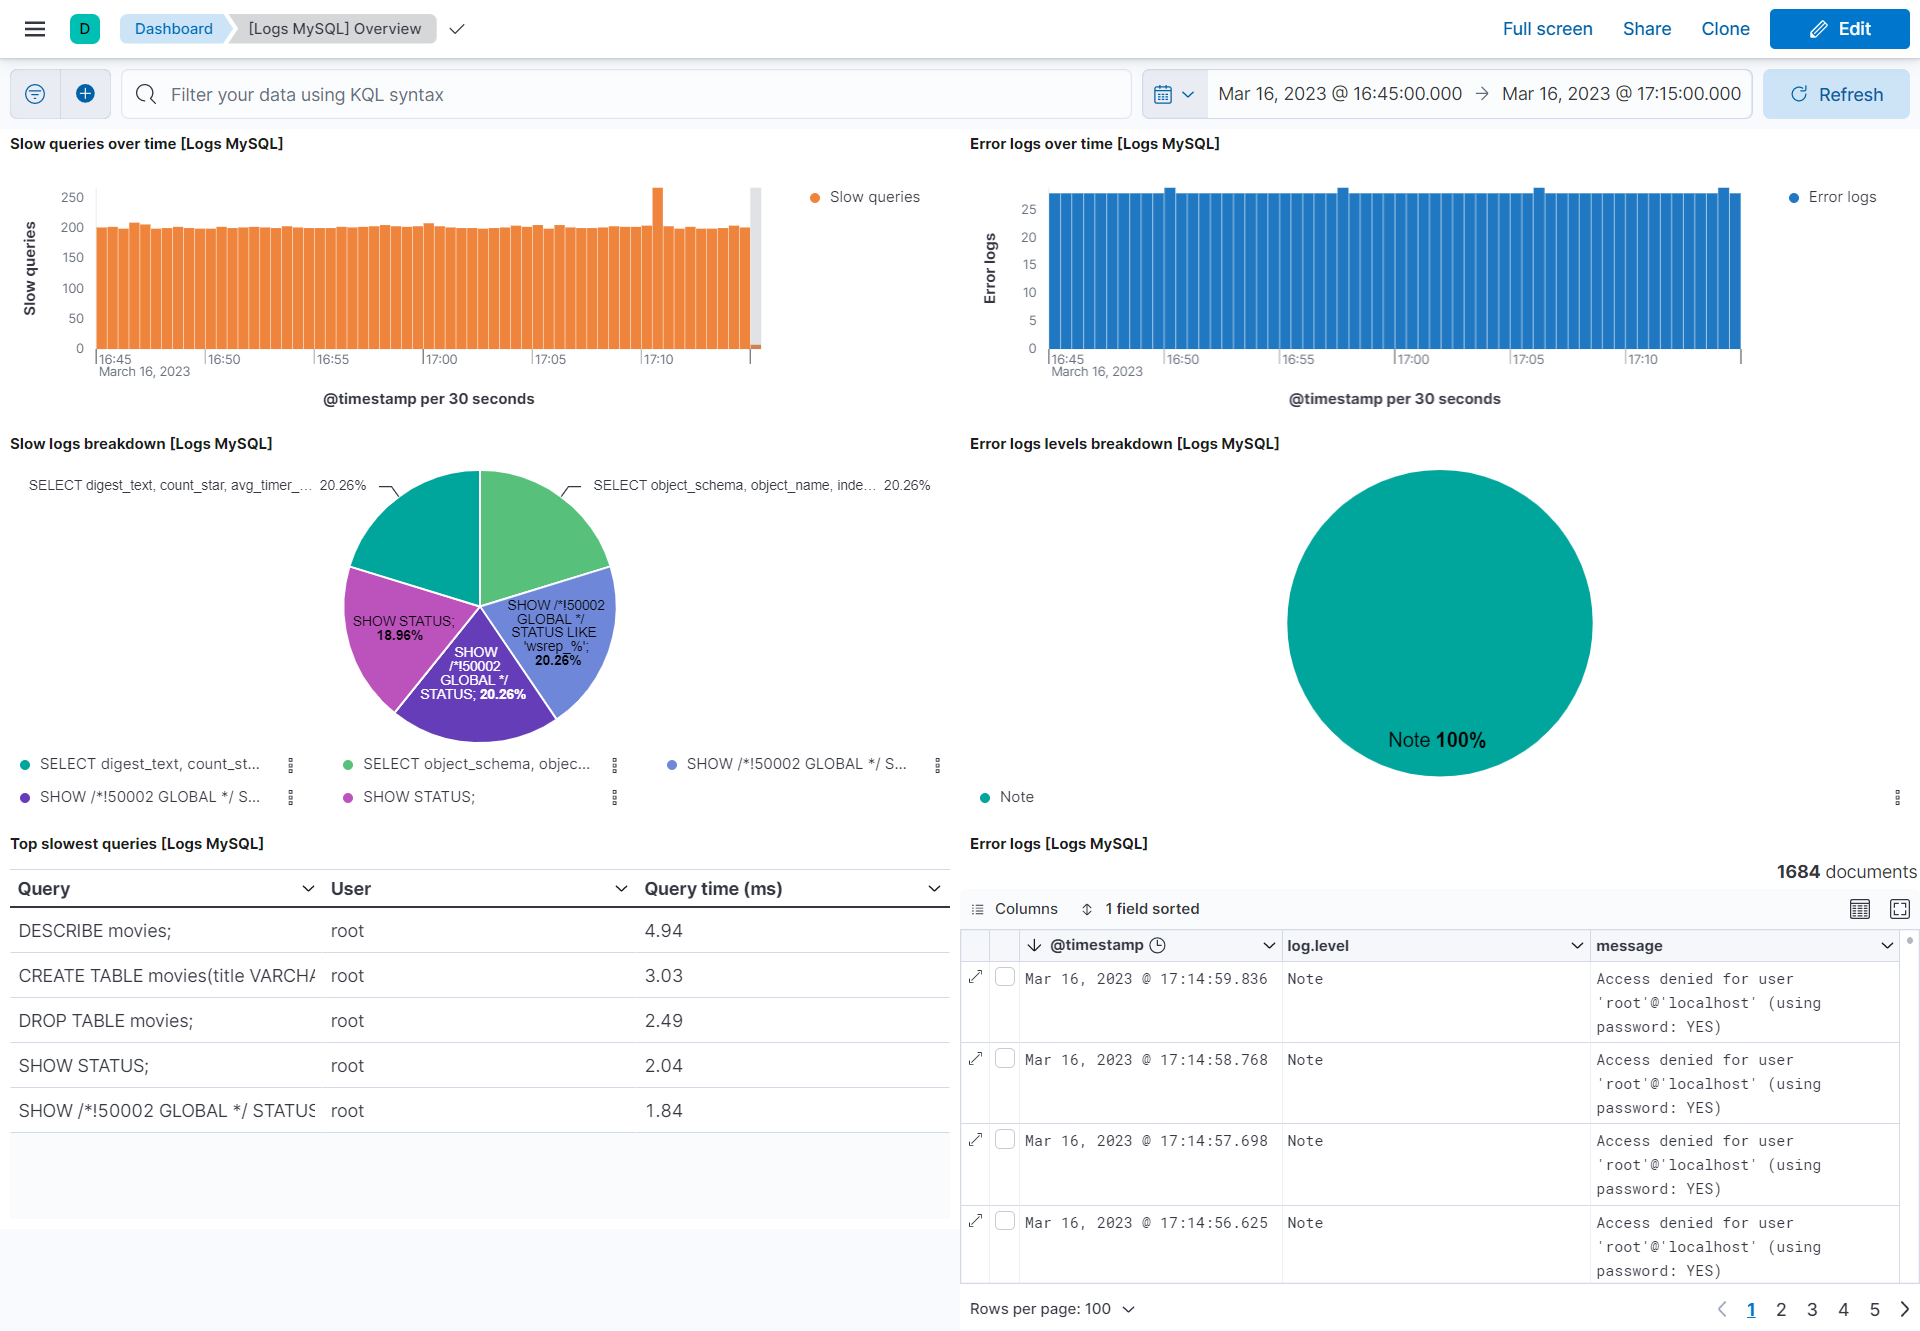 D
Dashboard
[Logs MySQL] Overview
Full screen
Share
Clone
Edit
Filter your data using KQL syntax
Mar 16, 2023 @ 16:45:00.000 → Mar 16, 2023 @ 17:15:00.000
Refresh
Slow queries over time [Logs MySQL]
Slow queries
250
200
150
100
50
0
16:45
16:50
16:55
17:00
17:05
17:10
March 16, 2023
@timestamp per 30 seconds
Slow queries
Error logs over time [Logs MySQL]
Error logs
25
20
15
10
5
0
16:45
16:50
16:55
17:00
17:05
17:10
March 16, 2023
@timestamp per 30 seconds
Error logs
Slow logs breakdown [Logs MySQL]
SELECT digest_text, count_star, avg_timer_... 20.26%
SELECT object_schema, object_name, inde... 20.26%
SHOW /*!50002
GLOBAL */
STATUS LIKE
'wsrep_%';
20.26%
SHOW STATUS;
18.96%
SHOW
/*!50002
GLOBAL */
STATUS; 20.26%
SELECT digest_text, count_st...
SELECT object_schema, objec...
SHOW /*!50002 GLOBAL */ S...
SHOW /*!50002 GLOBAL */ S...
SHOW STATUS;
Error logs levels breakdown [Logs MySQL]
Note 100%
Note
Top slowest queries [Logs MySQL]
Query User Query time (ms)
DESCRIBE movies; root 4.94
CREATE TABLE movies(title VARCHA root 3.03
DROP TABLE movies; root 2.49
SHOW STATUS; root 2.04
SHOW /*!50002 GLOBAL */ STATUS root 1.84
Error logs [Logs MySQL]
1684 documents
Columns 1 field sorted
@timestamp log.level message
Mar 16, 2023 @ 17:14:59.836 Note Access denied for user
'root'@'localhost' (using
password: YES)
Mar 16, 2023 @ 17:14:58.768 Note Access denied for user
'root'@'localhost' (using
password: YES)
Mar 16, 2023 @ 17:14:57.698 Note Access denied for user
'root'@'localhost' (using
password: YES)
Mar 16, 2023 @ 17:14:56.625 Note Access denied for user
'root'@'localhost' (using
password: YES)
Rows per page: 100
1 2 3 4 5